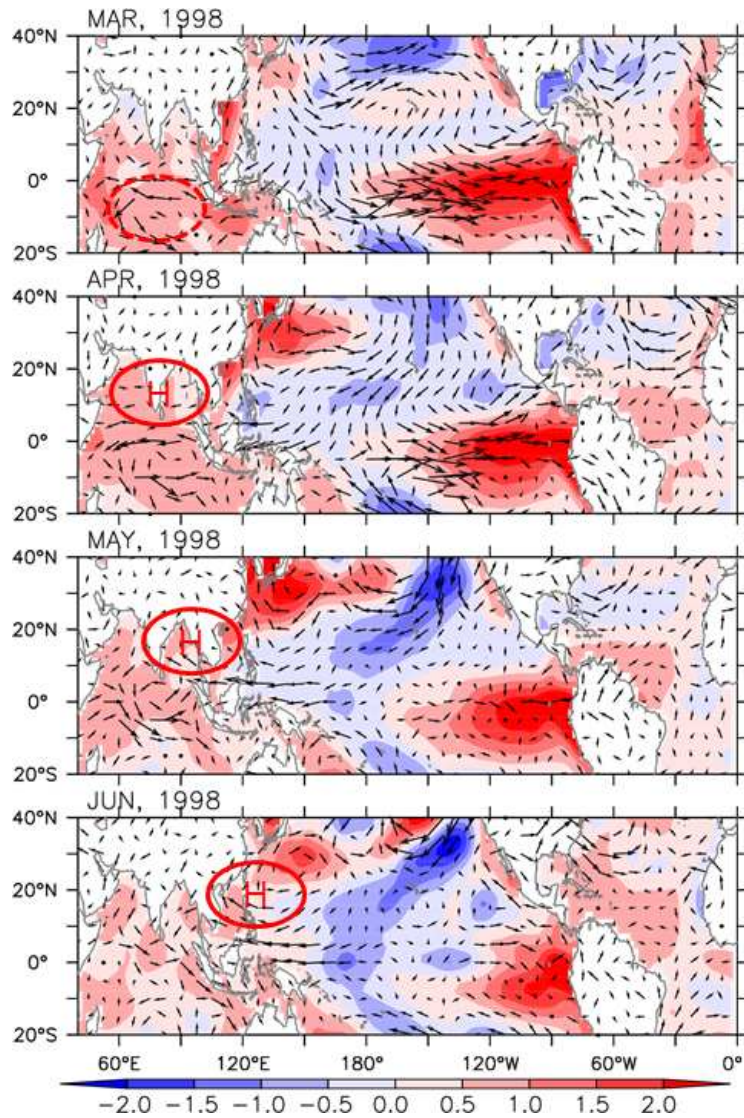 MAR, 1998
40°N
20°N
0°
20°S
APR, 1998
40°N
20°N
H
0°
20°S
MAY, 1998
40°N
20°N
H
0°
20°S
JUN, 1998
40°N
20°N
H
0°
20°S
60°E 120°E 180° 120°W 60°W 0°
-2.0 -1.5 -1.0 -0.5 0.0 0.5 1.0 1.5 2.0